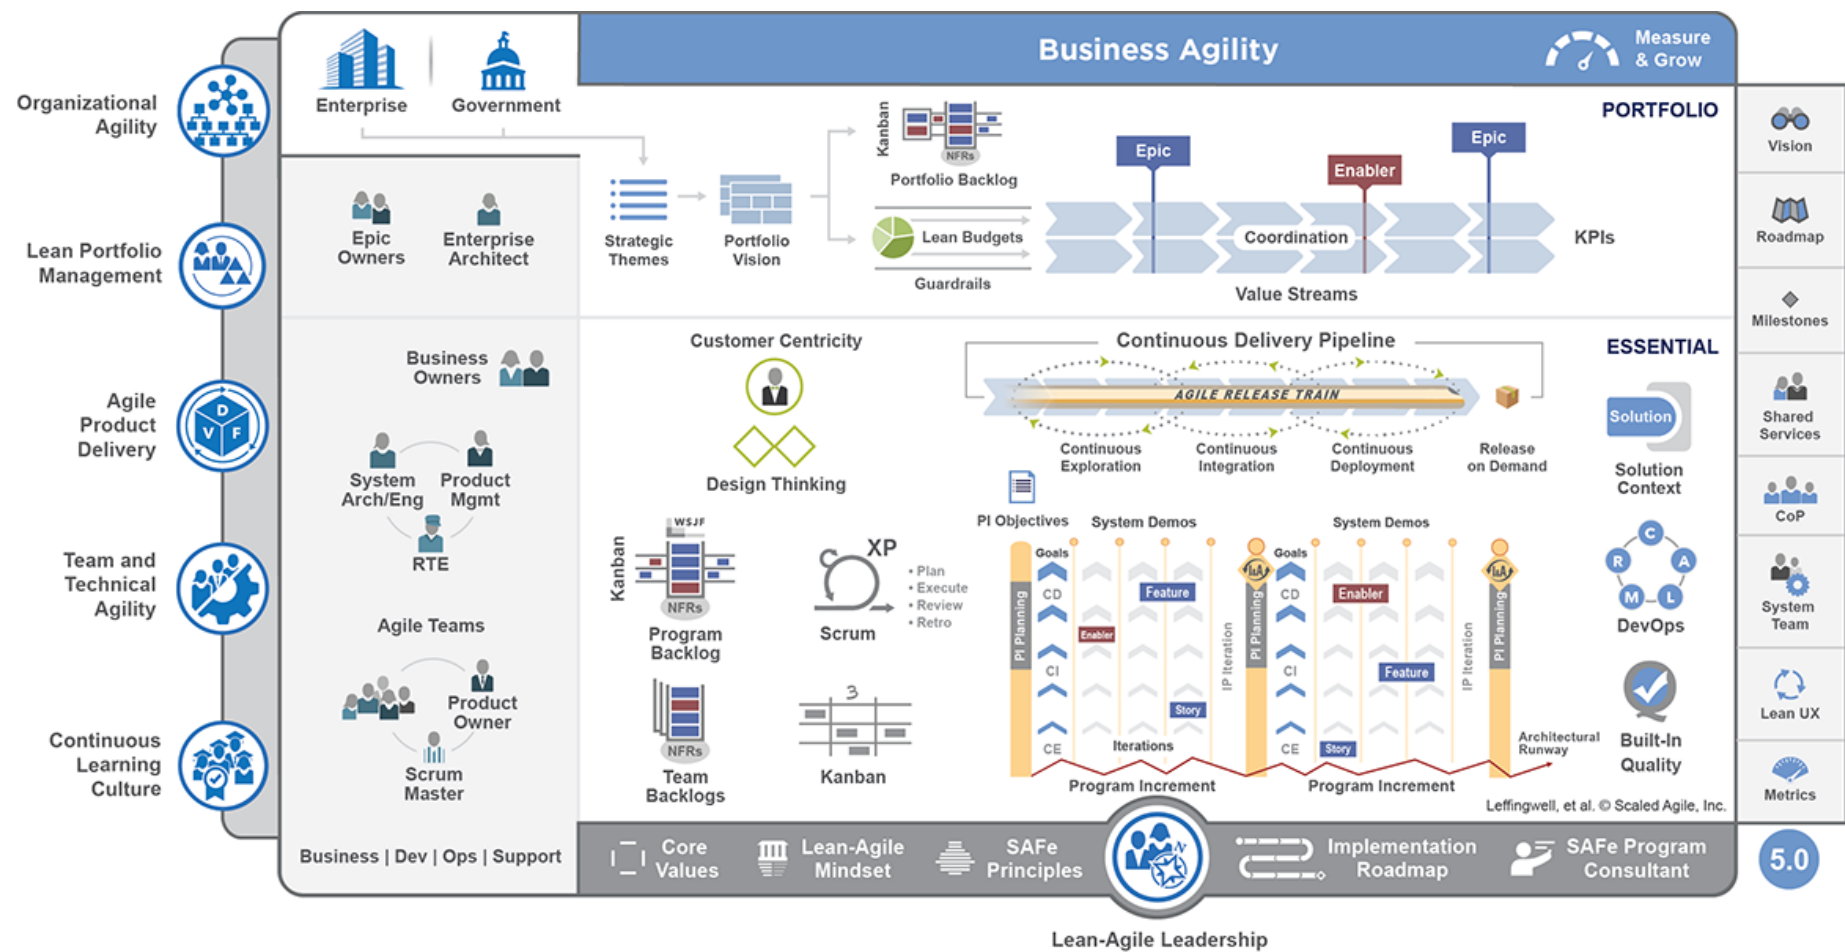 Business Agility
Measure
& Grow
Enterprise
Government
Organizational
Agility
Lean Portfolio
Management
Agile
Product
Delivery
D
V
F
Team and
Technical
Agility
Continuous
Learning
Culture
PORTFOLIO
Epic
Owners
Enterprise
Architect
Strategic
Themes
Portfolio
Vision
Kanban
NFRs
Portfolio Backlog
Lean Budgets
Guardrails
Epic
Enabler
Epic
Coordination
KPIs
Value Streams
ESSENTIAL
Business
Owners
System
Arch/Eng
Product
Mgmt
RTE
Agile Teams
Product
Owner
Scrum
Master
Business | Dev | Ops | Support
Customer Centricity
Design Thinking
Continuous Delivery Pipeline
AGILE RELEASE TRAIN
Continuous
Exploration
Continuous
Integration
Continuous
Deployment
Release
on Demand
Kanban
WSJF
NFRs
Program
Backlog
XP
• Plan
• Execute
• Review
• Retro
Scrum
NFRs
Team
Backlogs
3
Kanban
PI Objectives
System Demos
System Demos
Goals
Goals
PI Planning
CD
CI
CE
Enabler
Feature
Story
Iterations
IP Iteration
I&A
PI Planning
CD
CI
CE
Enabler
Feature
Story
IP Iteration
I&A
PI Planning
Program Increment
Program Increment
Architectural
Runway
Solution
Solution
Context
C
R
A
M
L
DevOps
Built-In
Quality
Leffingwell, et al. © Scaled Agile, Inc.
Vision
Roadmap
Milestones
Shared
Services
CoP
System
Team
Lean UX
Metrics
5.0
Core
Values
Lean-Agile
Mindset
SAFe
Principles
N
Implementation
Roadmap
SAFe Program
Consultant
Lean-Agile Leadership